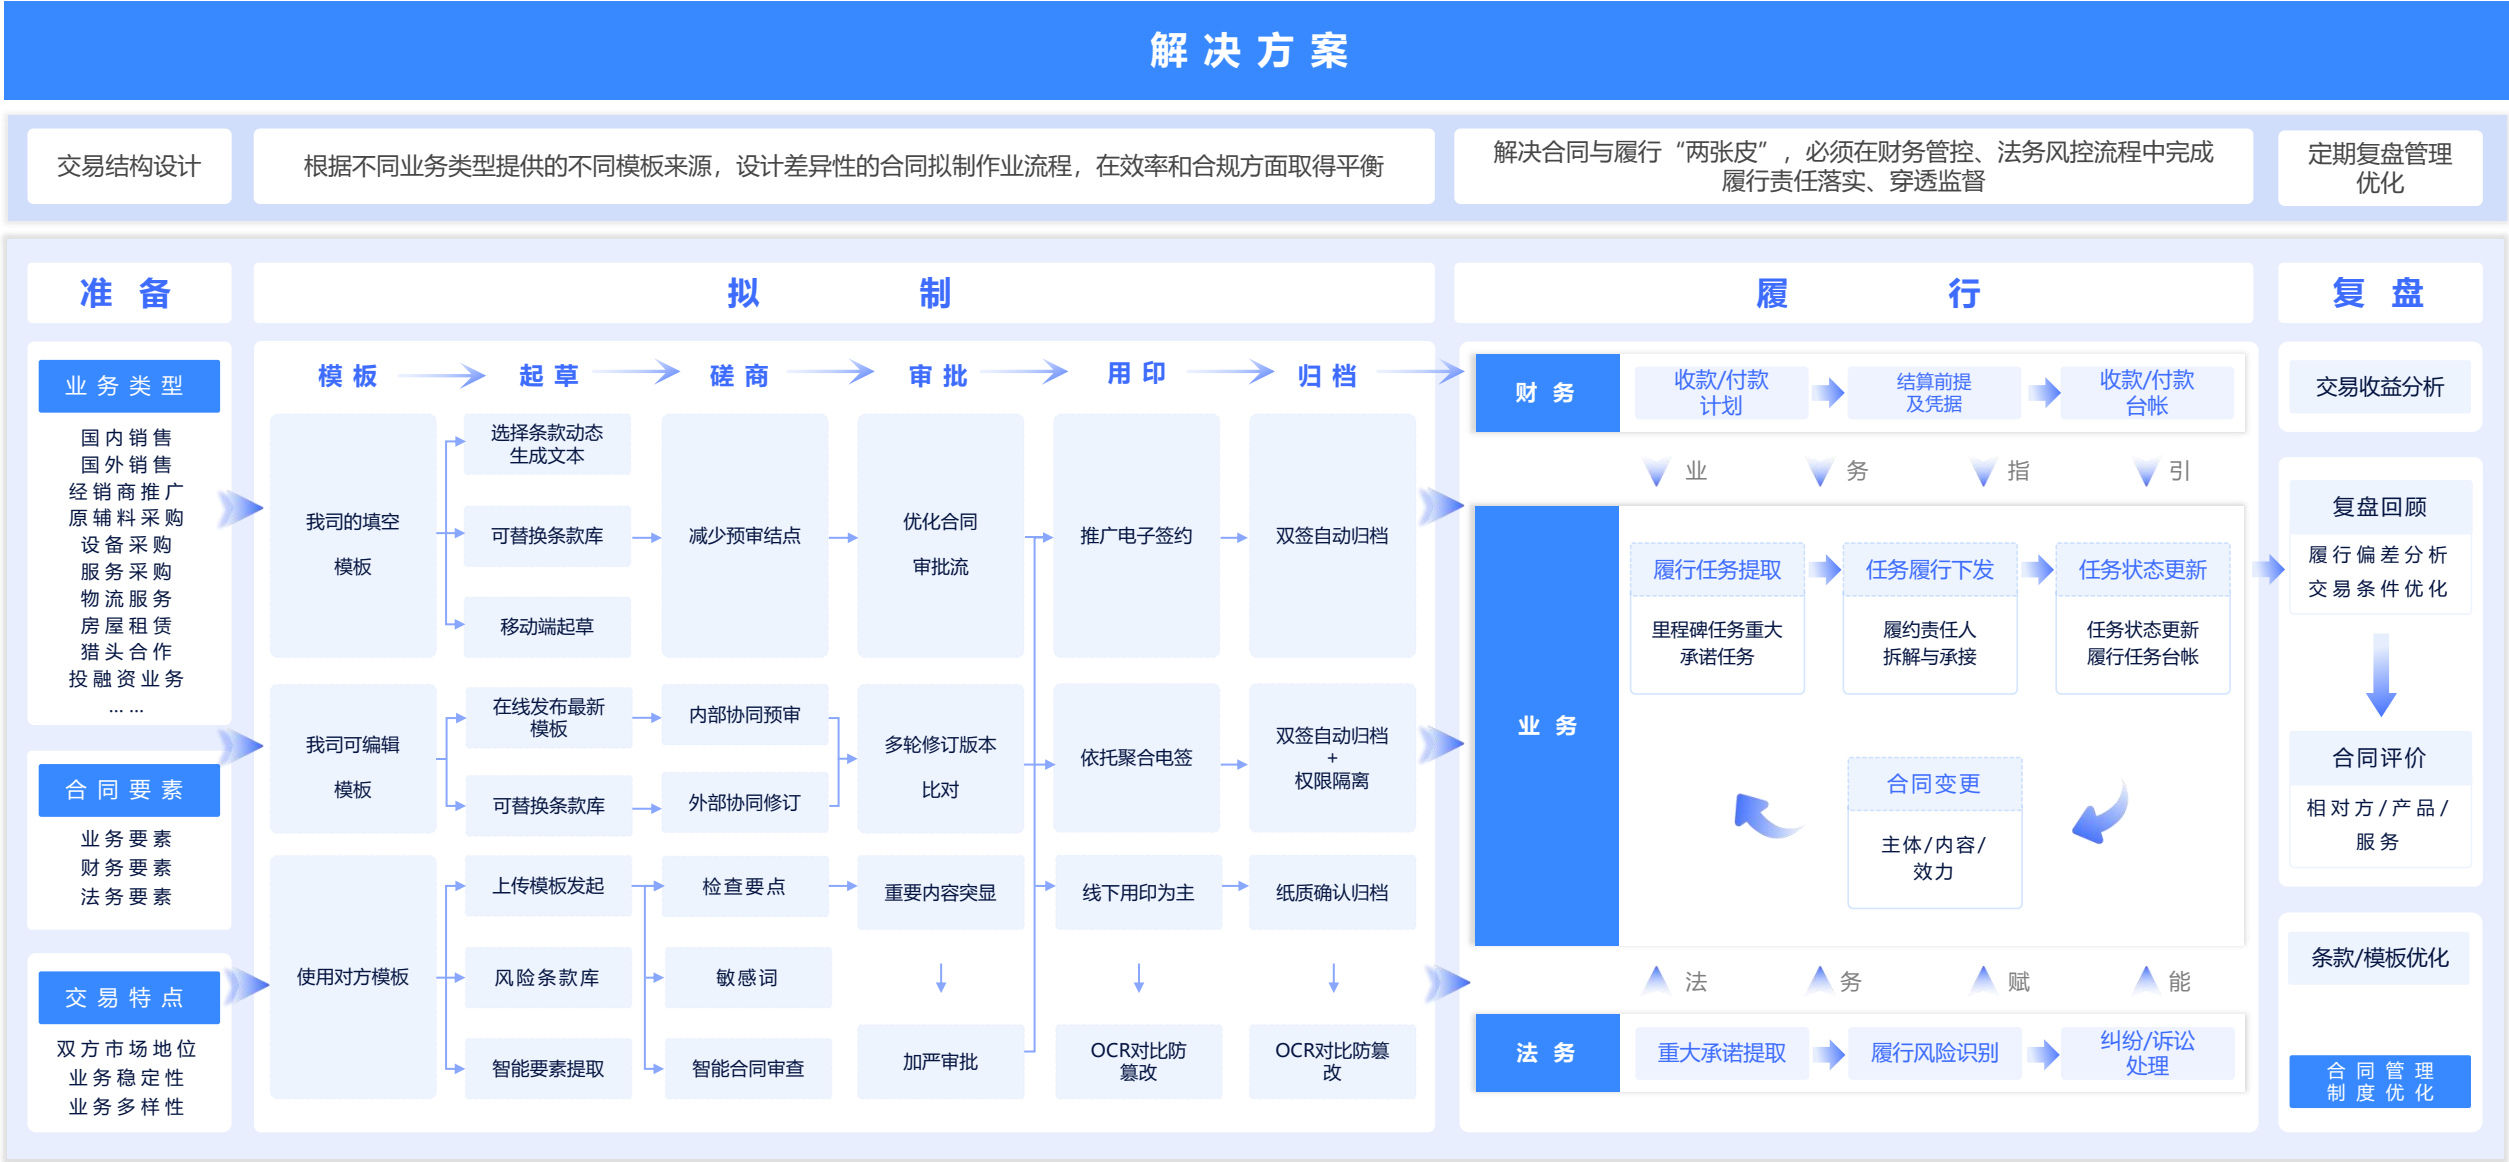 解决方案
交易结构设计
根据不同业务类型提供的不同模板来源，设计差异性的合同拟制作业流程，在效率和合规方面取得平衡
解决合同与履行“两张皮”，必须在财务管控、法务风控流程中完成
履行责任落实、穿透监督
定期复盘管理
优化
准备
拟制
履行
复盘
业务类型
国内销售
国外销售
经销商推广
原辅料采购
设备采购
服务采购
物流服务
房屋租赁
猎头合作
投融资业务
... ...
合同要素
业务要素
财务要素
法务要素
交易特点
双方市场地位
业务稳定性
业务多样性
模板
起草
磋商
审批
用印
归档
我司的填空
模板
选择条款动态
生成文本
可替换条款库
移动端起草
减少预审结点
优化合同
审批流
推广电子签约
双签自动归档
我司可编辑
模板
在线发布最新
模板
可替换条款库
内部协同预审
外部协同修订
多轮修订版本
比对
依托聚合电签
双签自动归档
+
权限隔离
使用对方模板
上传模板发起
风险条款库
智能要素提取
检查要点
敏感词
智能合同审查
重要内容突显
加严审批
线下用印为主
OCR对比防
篡改
纸质确认归档
OCR对比防篡
改
财务
收款/付款
计划
结算前提
及凭据
收款/付款
台帐
业务指引
业务
履行任务提取
里程碑任务重大
承诺任务
任务履行下发
履约责任人
拆解与承接
任务状态更新
任务状态更新
履行任务台帐
合同变更
主体/内容/
效力
法务赋能
法务
重大承诺提取
履行风险识别
纠纷/诉讼
处理
交易收益分析
复盘回顾
履行偏差分析
交易条件优化
合同评价
相对方/产品/
服务
条款/模板优化
合同管理
制度优化